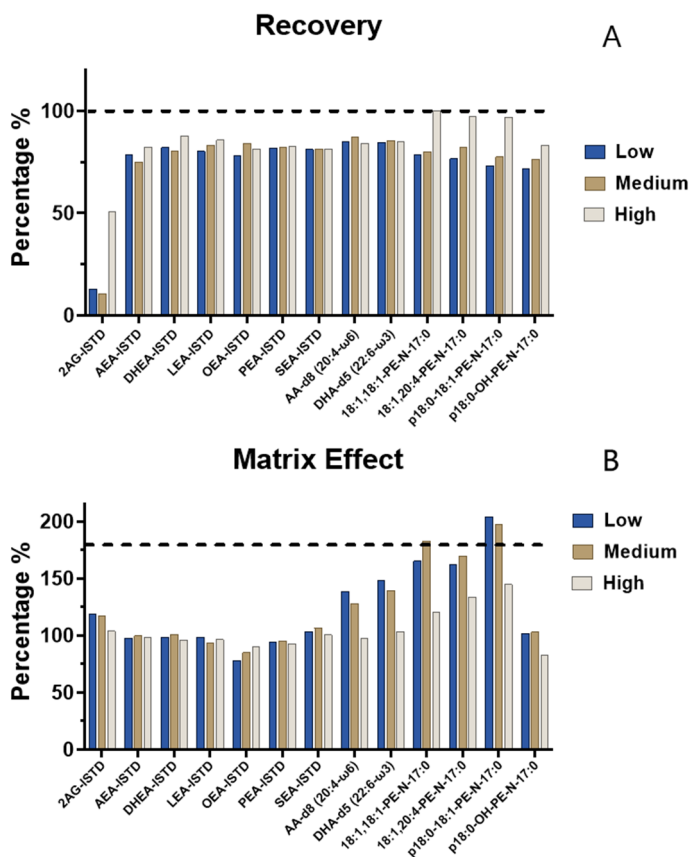 Recovery
A
Percentage %
100
50
0
Low
Medium
High
2AG-ISTD
AEA-ISTD
DHEA-ISTD
LEA-ISTD
OEA-ISTD
PEA-ISTD
SEA-ISTD
AA-d8 (20:4-ω6)
DHA-d5 (22:6-ω3)
18:1,18:1-PE-N-17:0
18:1,20:4-PE-N-17:0
p18:0-18:1-PE-N-17:0
p18:0-OH-PE-N-17:0
Matrix Effect
B
Percentage %
200
150
100
50
0
Low
Medium
High
2AG-ISTD
AEA-ISTD
DHEA-ISTD
LEA-ISTD
OEA-ISTD
PEA-ISTD
SEA-ISTD
AA-d8 (20:4-ω6)
DHA-d5 (22:6-ω3)
18:1,18:1-PE-N-17:0
18:1,20:4-PE-N-17:0
p18:0-18:1-PE-N-17:0
p18:0-OH-PE-N-17:0